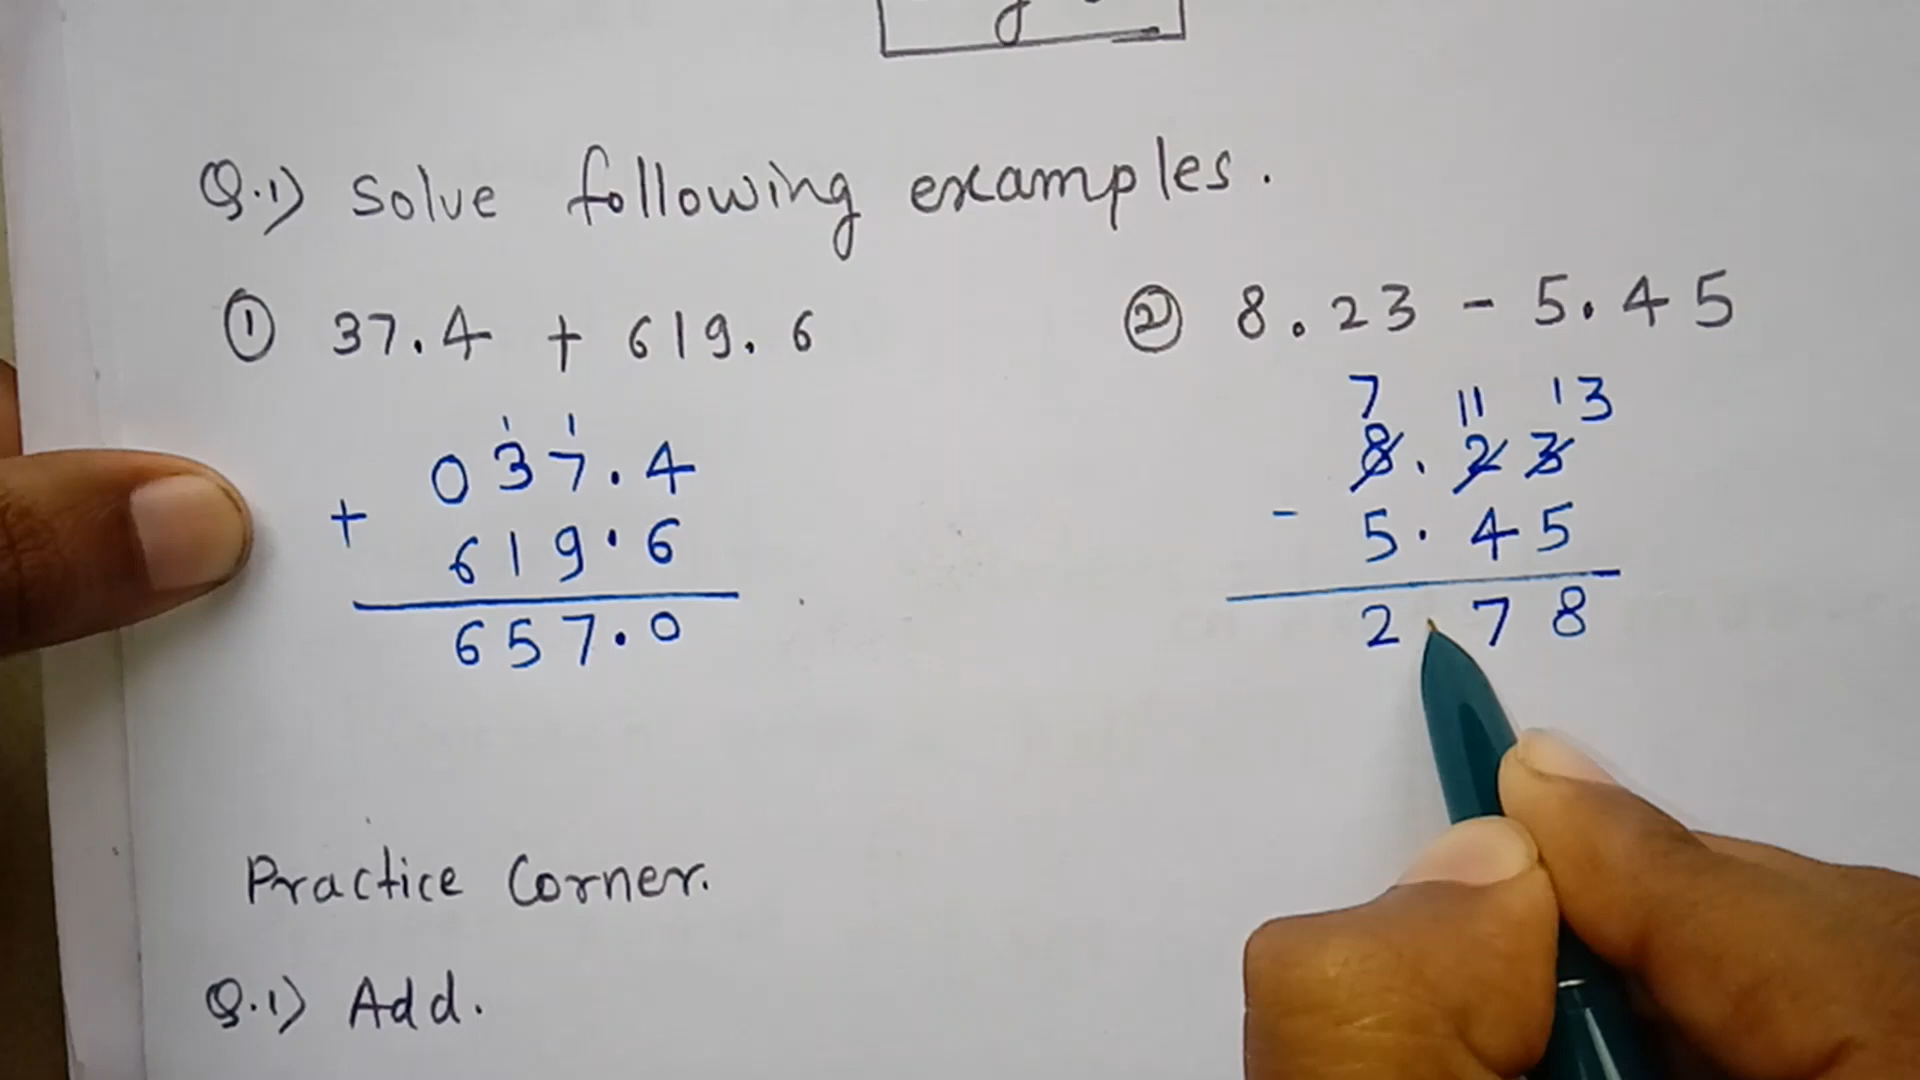 Q.1) Solve following examples.
① 37.4 + 619.6
1 1
037.4
+ 619.6
657.0
② 8.23 - 5.45
7 11 13
8.23
- 5.45
2 78
Practice Corner.
Q.1) Add.